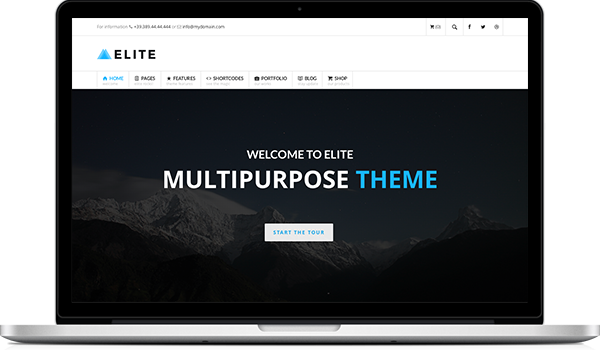 For information +39.389.44.44.444 or info@mydomain.com (0)
ELITE
HOME PAGES FEATURES <> SHORTCODES PORTFOLIO BLOG SHOP
WELCOME TO ELITE
MULTIPURPOSE THEME
START THE TOUR